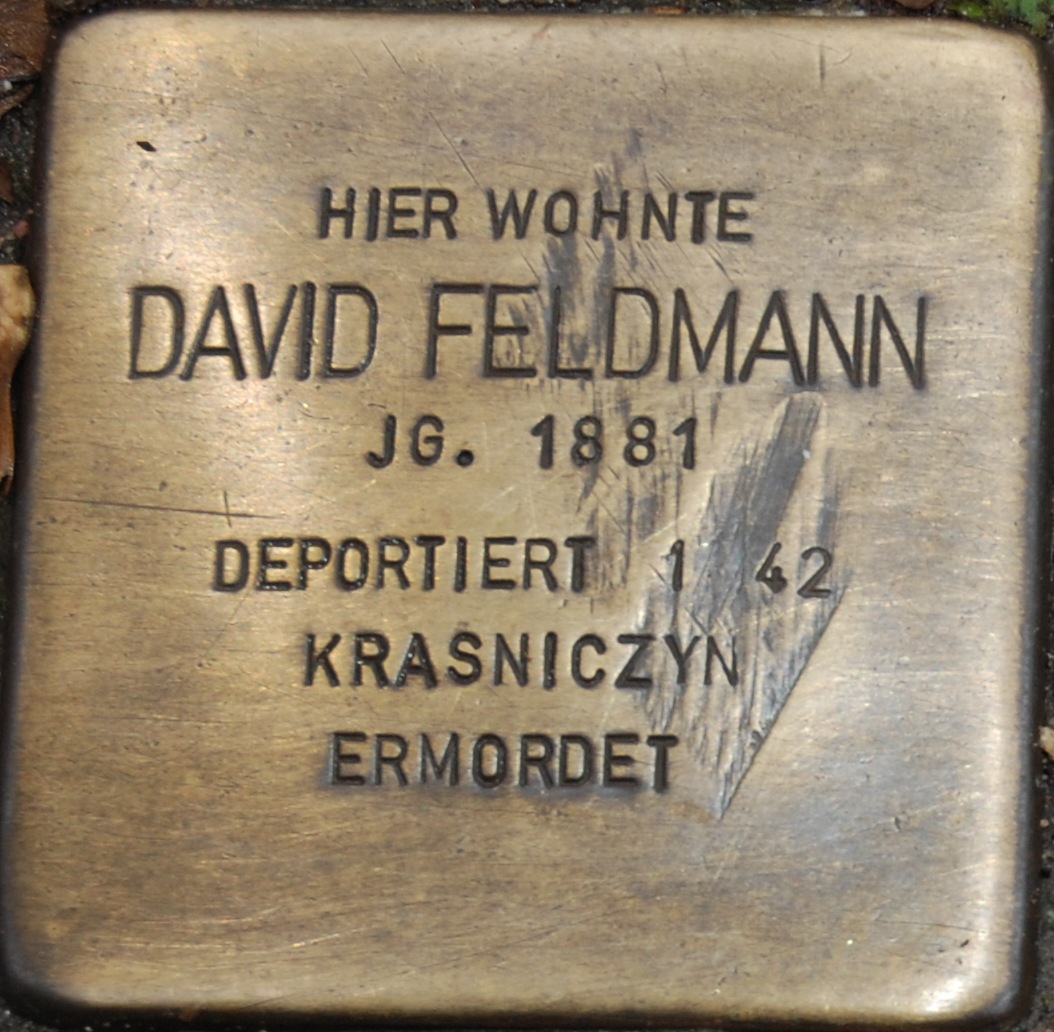 HIER WOHNTE
DAVID FELDMANN
JG. 1881
DEPORTIERT 1 42
KRASNICZYN
ERMORDET